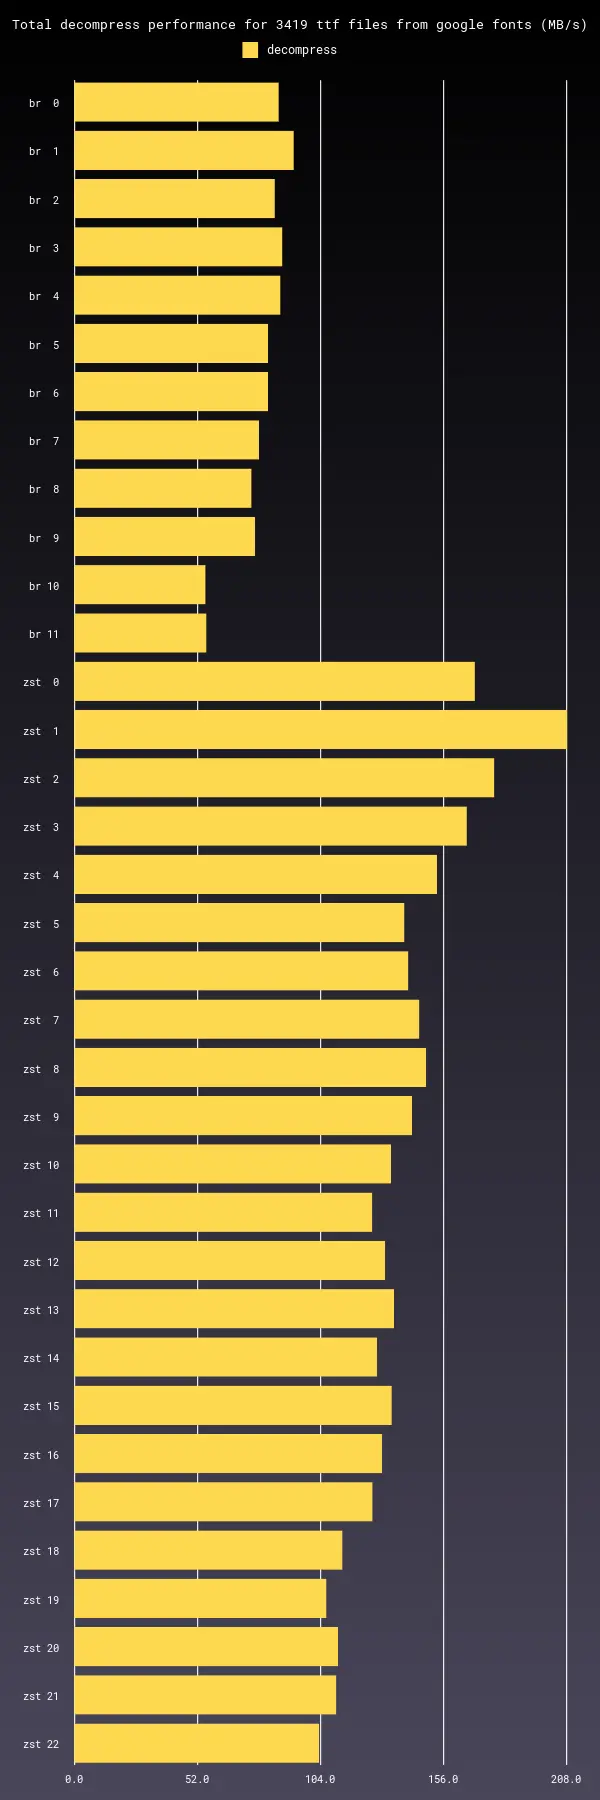 Total decompress performance for 3419 ttf files from google fonts (MB/s)
decompress
br 0
br 1
br 2
br 3
br 4
br 5
br 6
br 7
br 8
br 9
br 10
br 11
zst 0
zst 1
zst 2
zst 3
zst 4
zst 5
zst 6
zst 7
zst 8
zst 9
zst 10
zst 11
zst 12
zst 13
zst 14
zst 15
zst 16
zst 17
zst 18
zst 19
zst 20
zst 21
zst 22
0.0 52.0 104.0 156.0 208.0